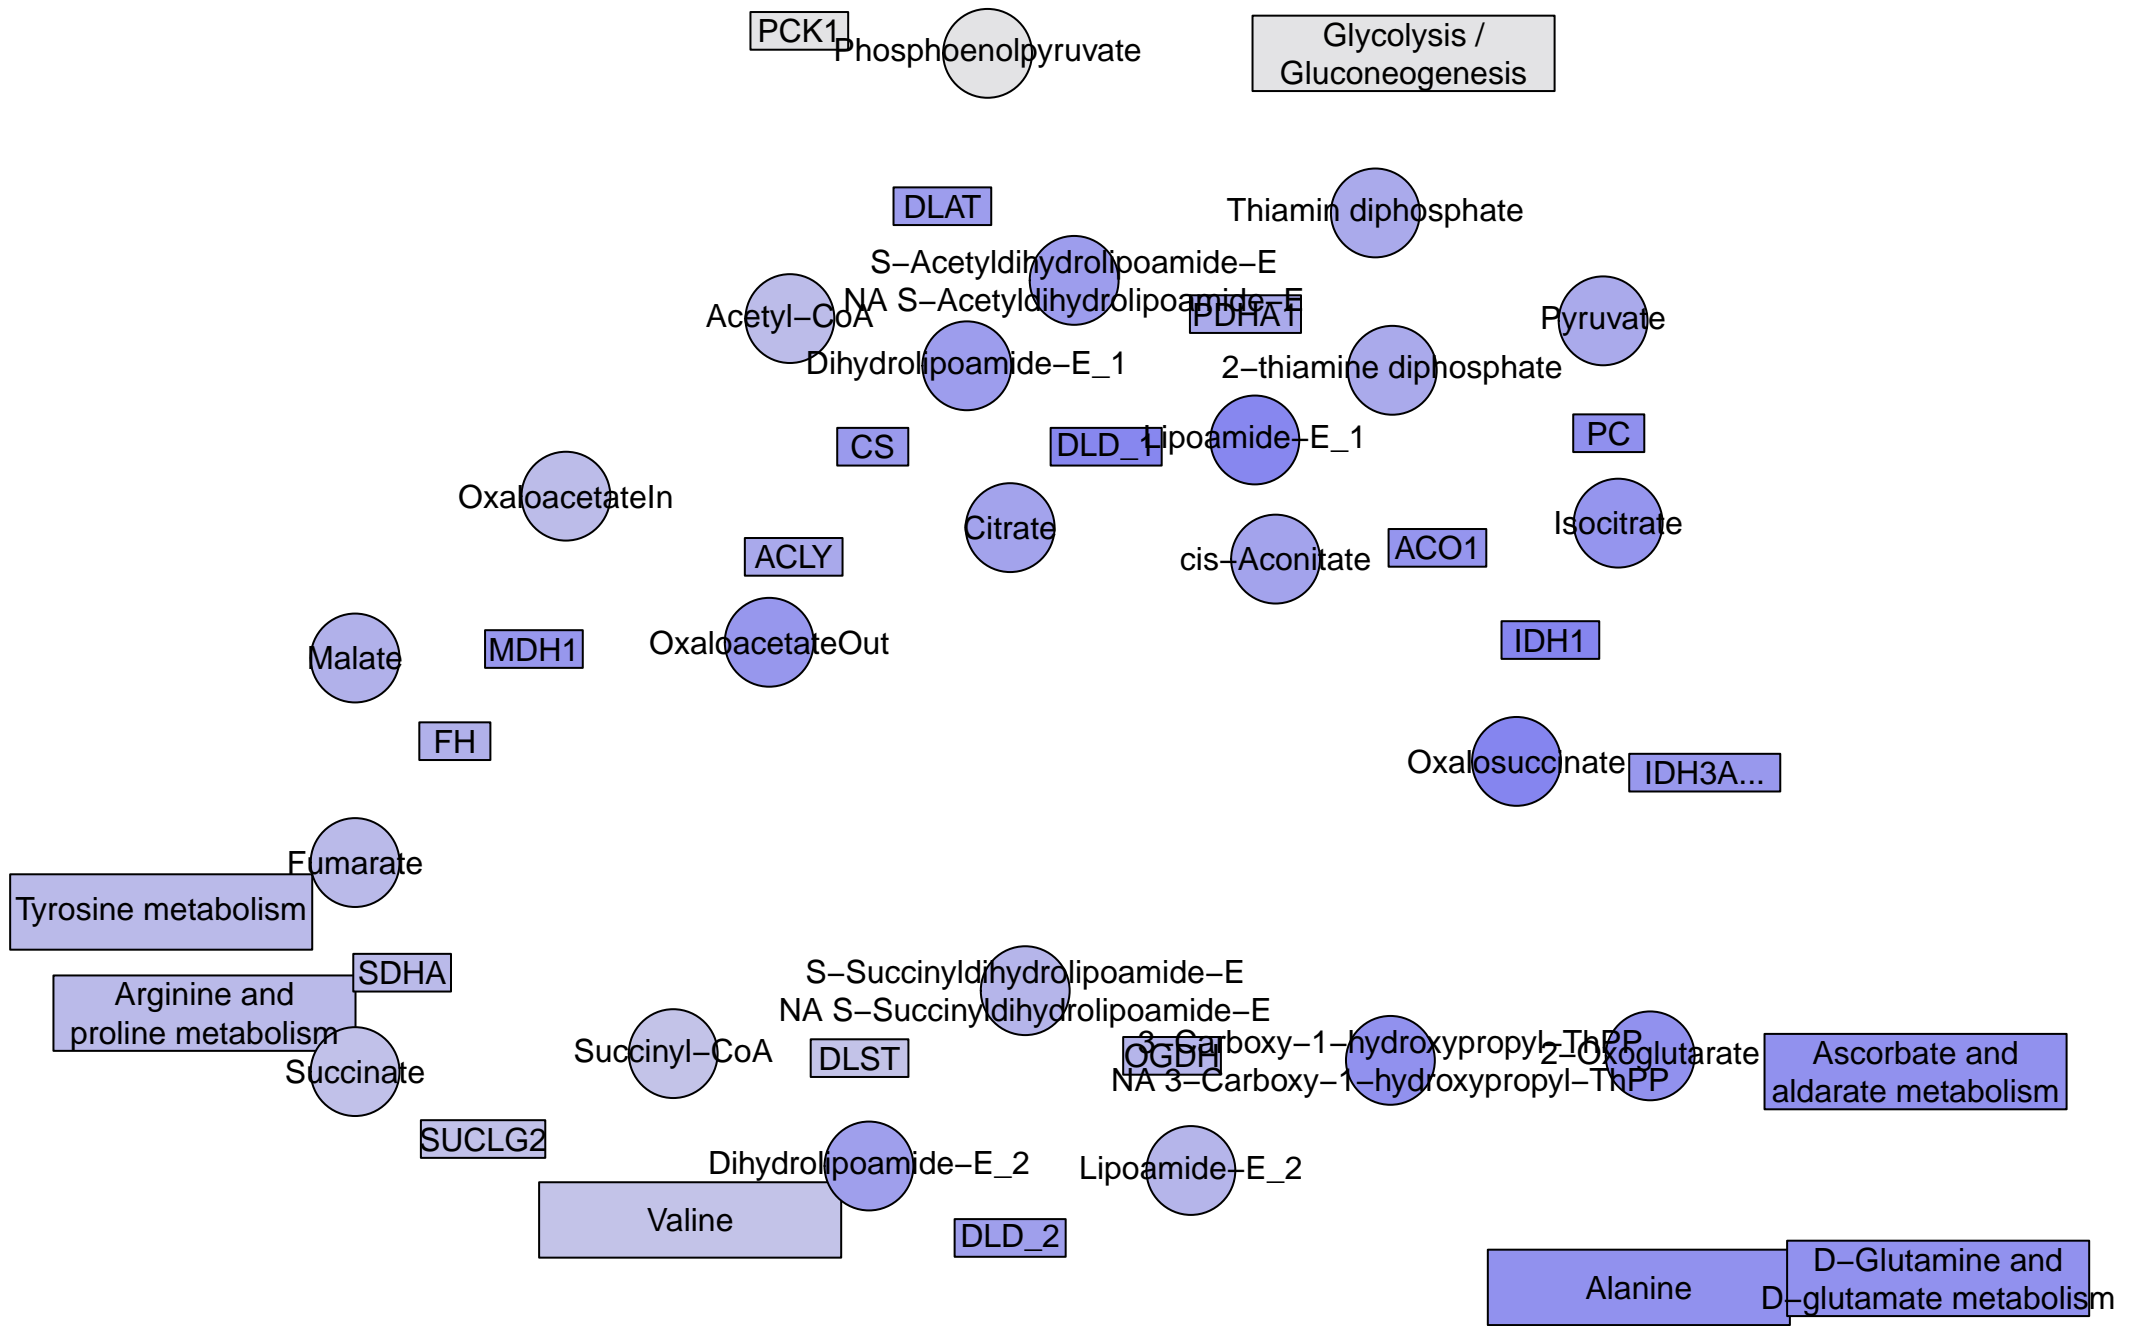 PCK1
Phosphoenolpyruvate
Glycolysis /
Gluconeogenesis
DLAT
Thiamin diphosphate
S−Acetyldihydrolipoamide−E
NA S−Acetyldihydrolipoamide−E
Acetyl−CoA
PDHA1
Pyruvate
Dihydrolipoamide−E_1
2−thiamine diphosphate
CS
DLD_1
Lipoamide−E_1
PC
OxaloacetateIn
Citrate
Isocitrate
ACLY
cis−Aconitate
ACO1
Malate
MDH1
OxaloacetateOut
IDH1
FH
Oxalosuccinate
IDH3A...
Fumarate
Tyrosine metabolism
SDHA
Arginine and
proline metabolism
Succinate
S−Succinyldihydrolipoamide−E
NA S−Succinyldihydrolipoamide−E
Succinyl−CoA
DLST
OGDH
3−Carboxy−1−hydroxypropyl−ThPP
NA 3−Carboxy−1−hydroxypropyl−ThPP
2−Oxoglutarate
Ascorbate and
aldarate metabolism
SUCLG2
Dihydrolipoamide−E_2
Lipoamide−E_2
Valine
DLD_2
Alanine
D−Glutamine and
D−glutamate metabolism